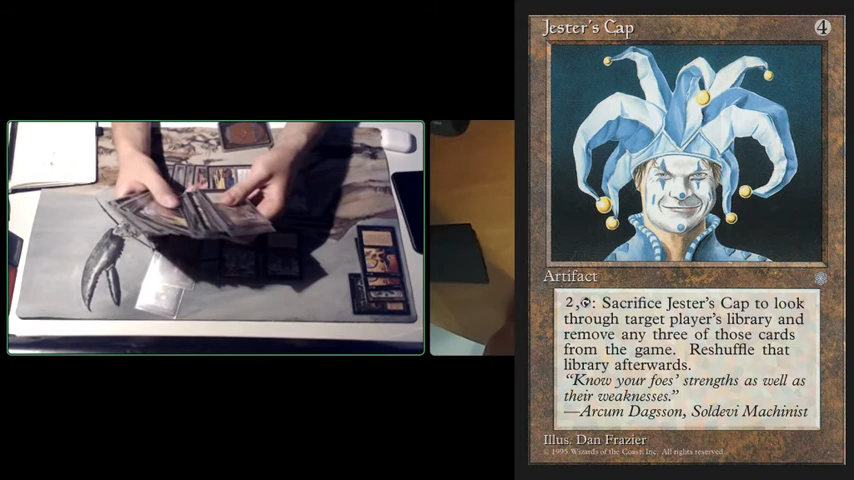 Jester's Cap 4
Artifact
2, : Sacrifice Jester's Cap to look
through target player's library and
remove any three of those cards
from the game. Reshuffle that
library afterwards.
"Know your foes' strengths as well as
their weaknesses."
—Arcum Dagsson, Soldevi Machinist
Illus. Dan Frazier
© 1995 Wizards of the Coast, Inc. All rights reserved.